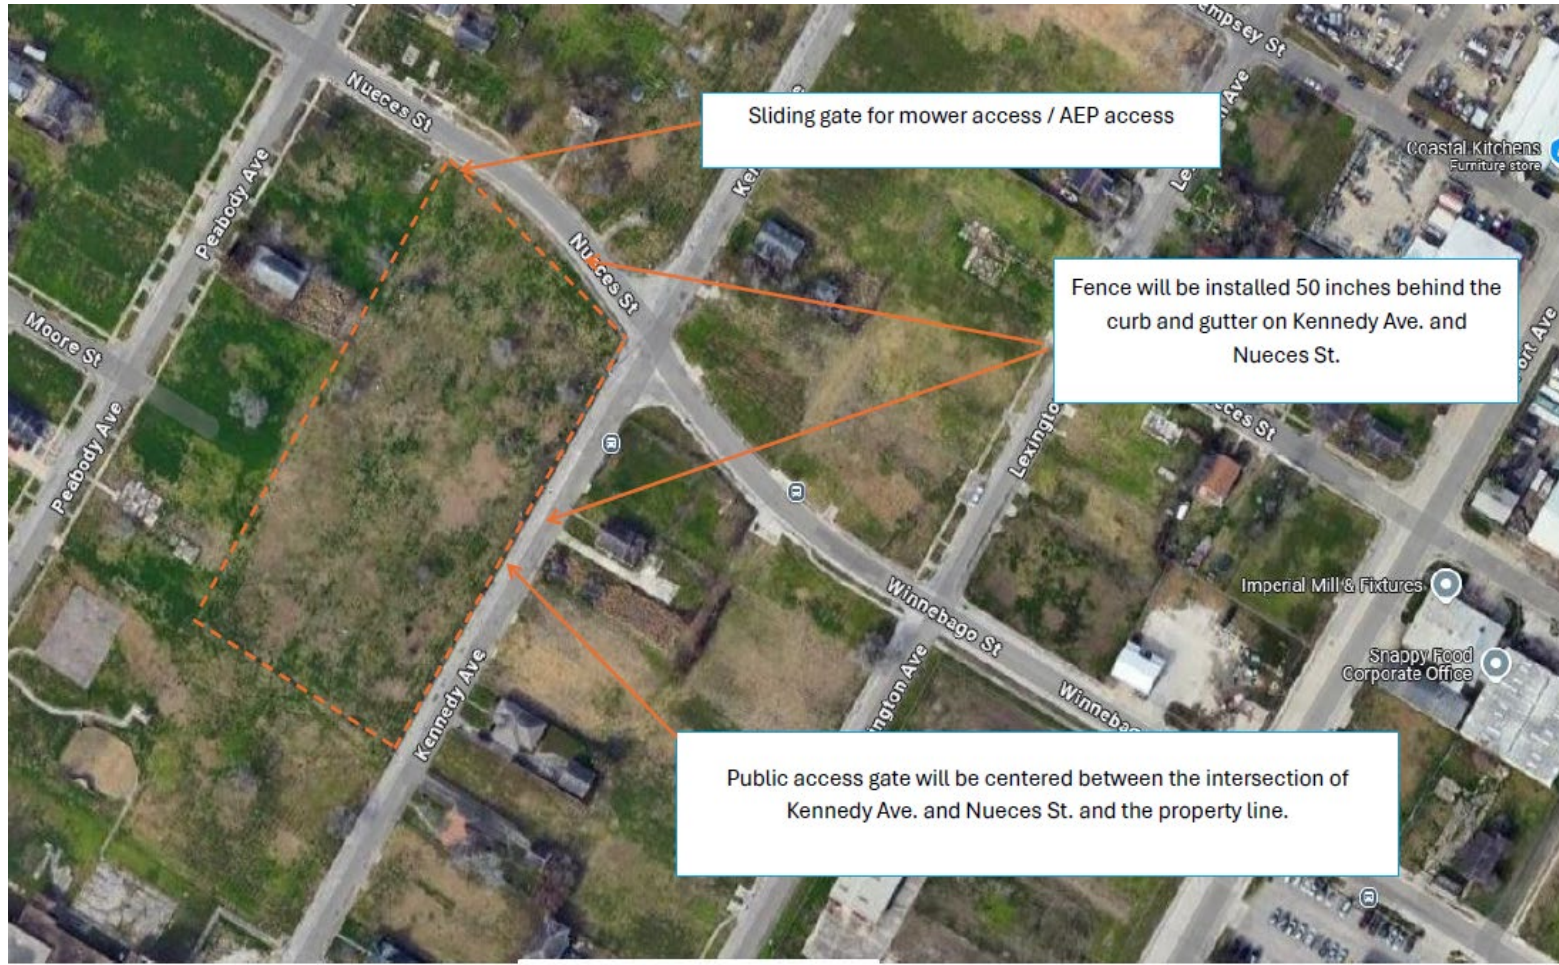 empsey St
Nueces St
Sliding gate for mower access / AEP access
Coastal Kitchens
Furniture store
Peabody Ave
Nueces St
Fence will be installed 50 inches behind the
curb and gutter on Kennedy Ave. and
Nueces St.
Moore St
Peabody Ave
Imperial Mill & Fixtures
Winnebago St
Snappy Food
Corporate Office
Kennedy Ave
Public access gate will be centered between the intersection of
Kennedy Ave. and Nueces St. and the property line.